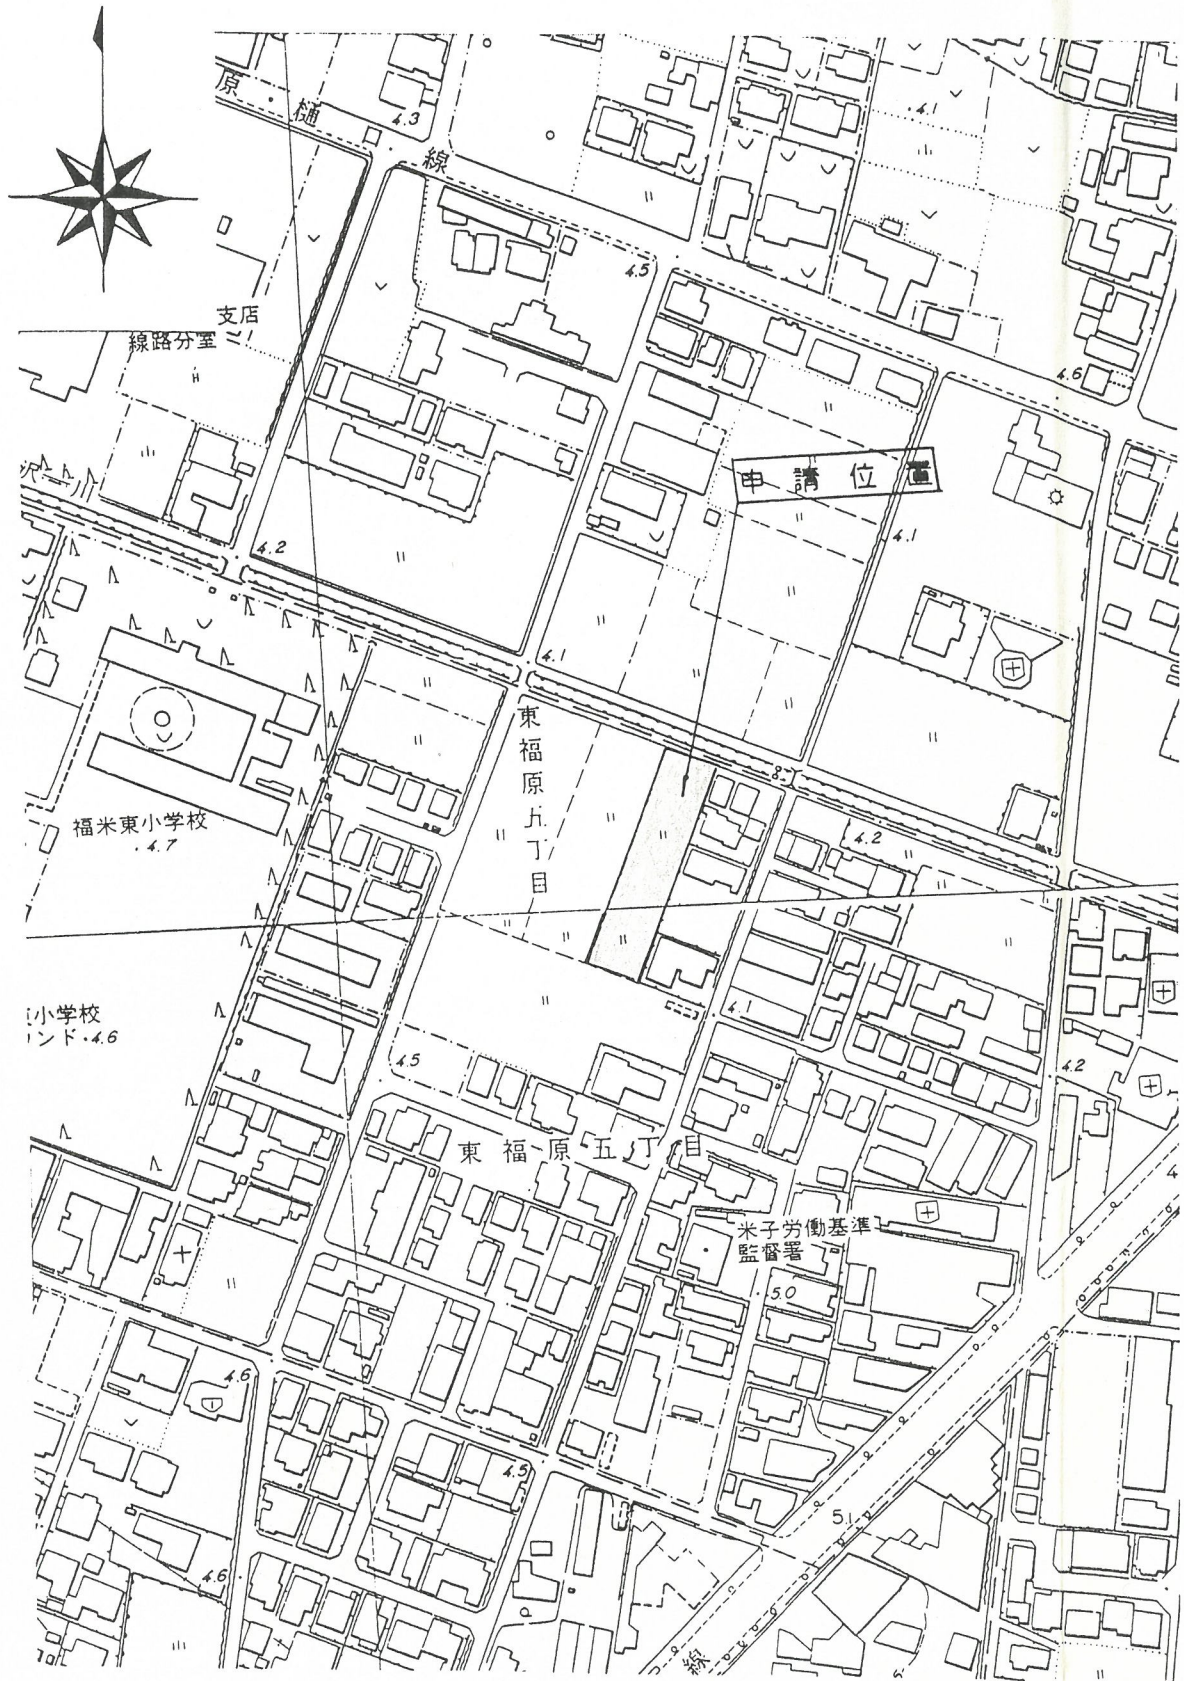 原樋線
4.3
4.1
4.5
支店
線路分室
4.6
申請位置
4.1
4.2
4.1
東福原五丁目
福米東小学校
4.7
4.2
小学校
ンド・4.6
4.1
4.5
4.2
東福原五丁目
米子労働基準
監督署
5.0
4.6
4.5
5.1
4.6
線